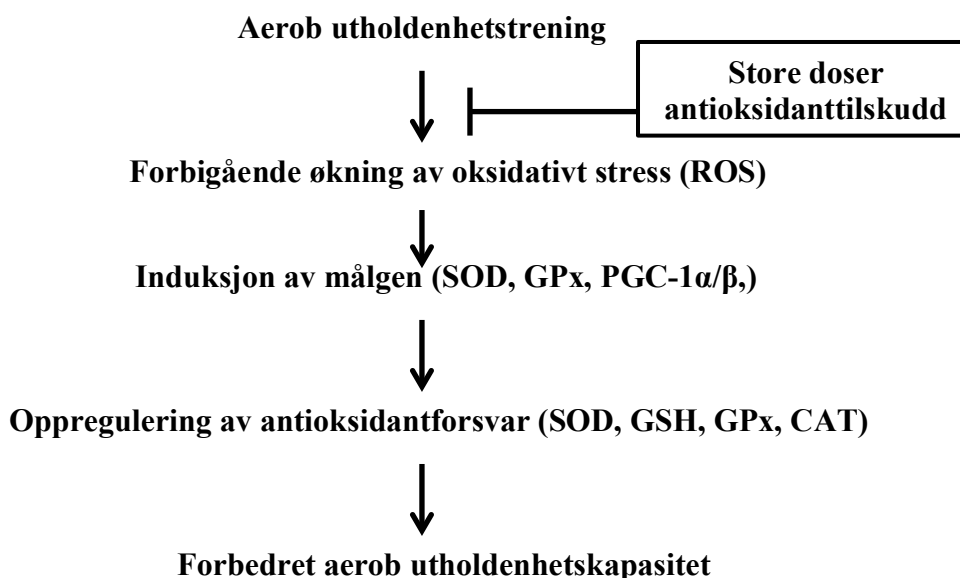 Aerob utholdenhetstrening
Store doser
antioksidanttilskudd
Forbigående økning av oksidativt stress (ROS)
Induksjon av målgen (SOD, GPx, PGC-1α/β,)
Oppregulering av antioksidantforsvar (SOD, GSH, GPx, CAT)
Forbedret aerob utholdenhetskapasitet